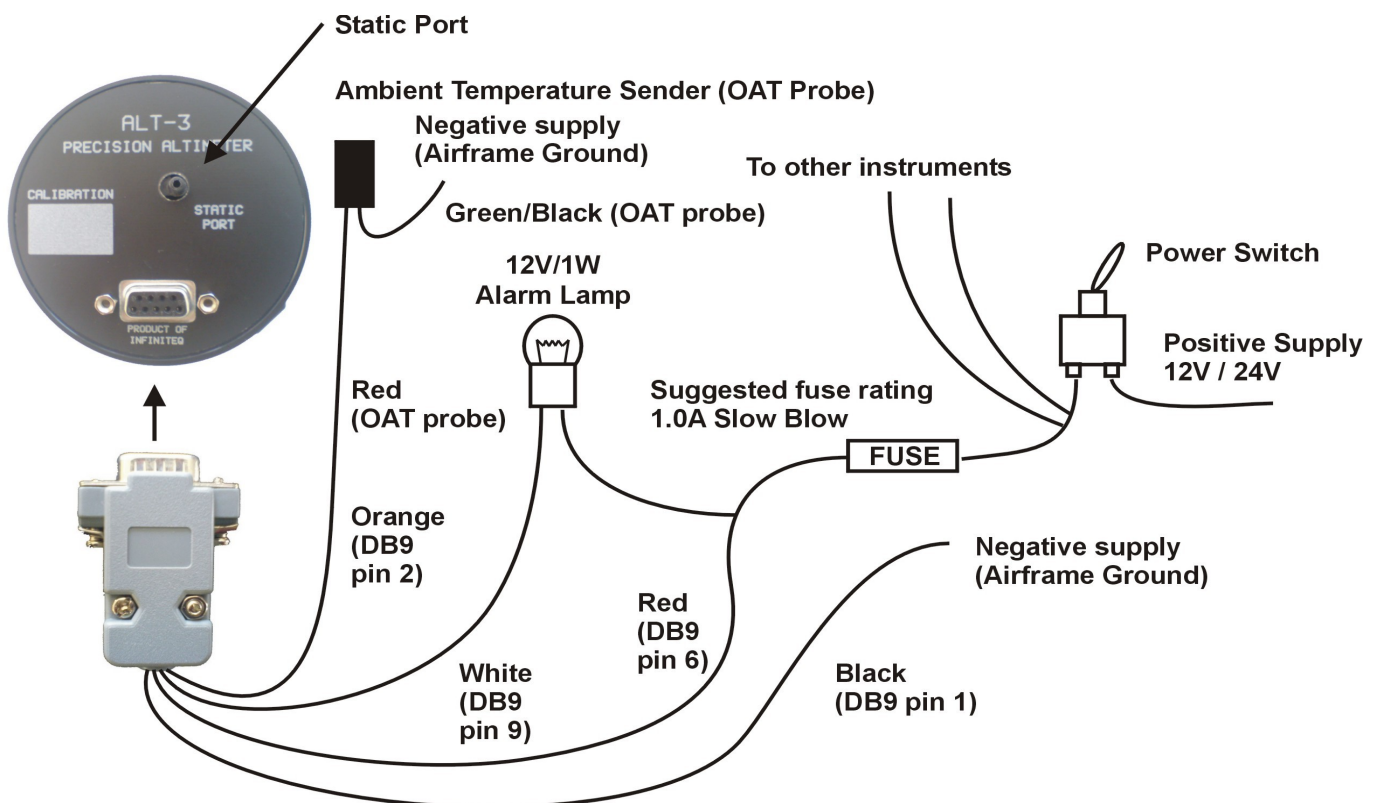 Static Port
Ambient Temperature Sender (OAT Probe)
Negative supply
(Airframe Ground)
Green/Black (OAT probe)
ALT-3
PRECISION ALTIMETER
CALIBRATION
STATIC
PORT
PRODUCT OF
INFINITEQ
To other instruments
Power Switch
Positive Supply
12V / 24V
12V/1W
Alarm Lamp
Red
(OAT probe)
Suggested fuse rating
1.0A Slow Blow
FUSE
Orange
(DB9
pin 2)
Negative supply
(Airframe Ground)
Red
(DB9
pin 6)
White
(DB9
pin 9)
Black
(DB9 pin 1)